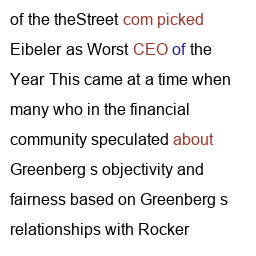 of the theStreet com picked
Eibeler as Worst CEO of the
Year This came at a time when
many who in the financial
community speculated about
Greenberg s objectivity and
fairness based on Greenberg s
relationships with Rocker